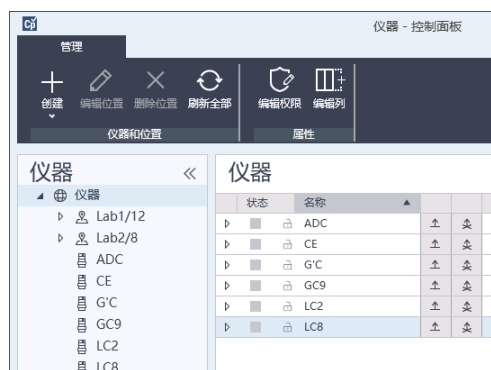 Cp
仪器 - 控制面板
管理
创建 编辑位置 删除位置 刷新全部 编辑权限 编辑列
仪器和位置 属性
仪器 «
仪器
Lab1/12
Lab2/8
ADC
CE
G'C
GC9
LC2
LC8
仪器
状态 名称
ADC
CE
G'C
GC9
LC2
LC8